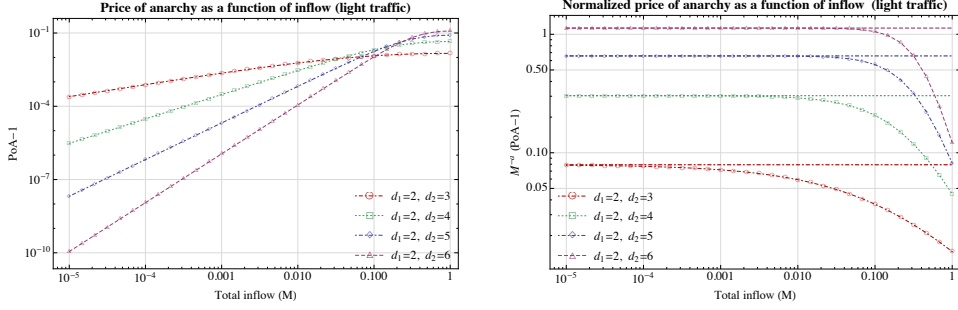 Price of anarchy as a function of inflow (light traffic)
10^-1
10^-4
10^-7
10^-10
PoA−1
d1=2, d2=3
d1=2, d2=4
d1=2, d2=5
d1=2, d2=6
10^-5
10^-4
0.001
0.010
0.100
1
Total inflow (M)
Normalized price of anarchy as a function of inflow (light traffic)
1
0.50
0.10
0.05
M^-a (PoA−1)
d1=2, d2=3
d1=2, d2=4
d1=2, d2=5
d1=2, d2=6
10^-5
10^-4
0.001
0.010
0.100
1
Total inflow (M)